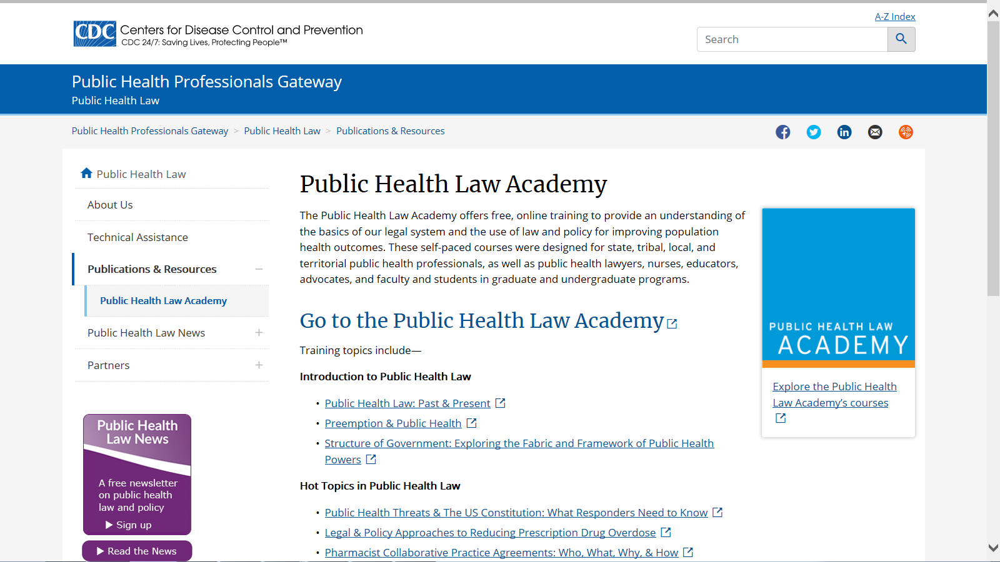 A-Z Index
CDC
Centers for Disease Control and Prevention
CDC 24/7: Saving Lives, Protecting People™
Search
Public Health Professionals Gateway
Public Health Law
Public Health Professionals Gateway > Public Health Law > Publications & Resources
Public Health Law
About Us
Technical Assistance
Publications & Resources
Public Health Law Academy
Public Health Law News
Partners
Public Health
Law News
A free newsletter
on public health
law and policy
▶ Sign up
▶ Read the News
Public Health Law Academy
The Public Health Law Academy offers free, online training to provide an understanding of
the basics of our legal system and the use of law and policy for improving population
health outcomes. These self-paced courses were designed for state, tribal, local, and
territorial public health professionals, as well as public health lawyers, nurses, educators,
advocates, and faculty and students in graduate and undergraduate programs.
Go to the Public Health Law Academy
Training topics include—
Introduction to Public Health Law
• Public Health Law: Past & Present
• Preemption & Public Health
• Structure of Government: Exploring the Fabric and Framework of Public Health
Powers
Hot Topics in Public Health Law
• Public Health Threats & The US Constitution: What Responders Need to Know
• Legal & Policy Approaches to Reducing Prescription Drug Overdose
• Pharmacist Collaborative Practice Agreements: Who, What, Why, & How
PUBLIC HEALTH LAW
ACADEMY
Explore the Public Health
Law Academy's courses